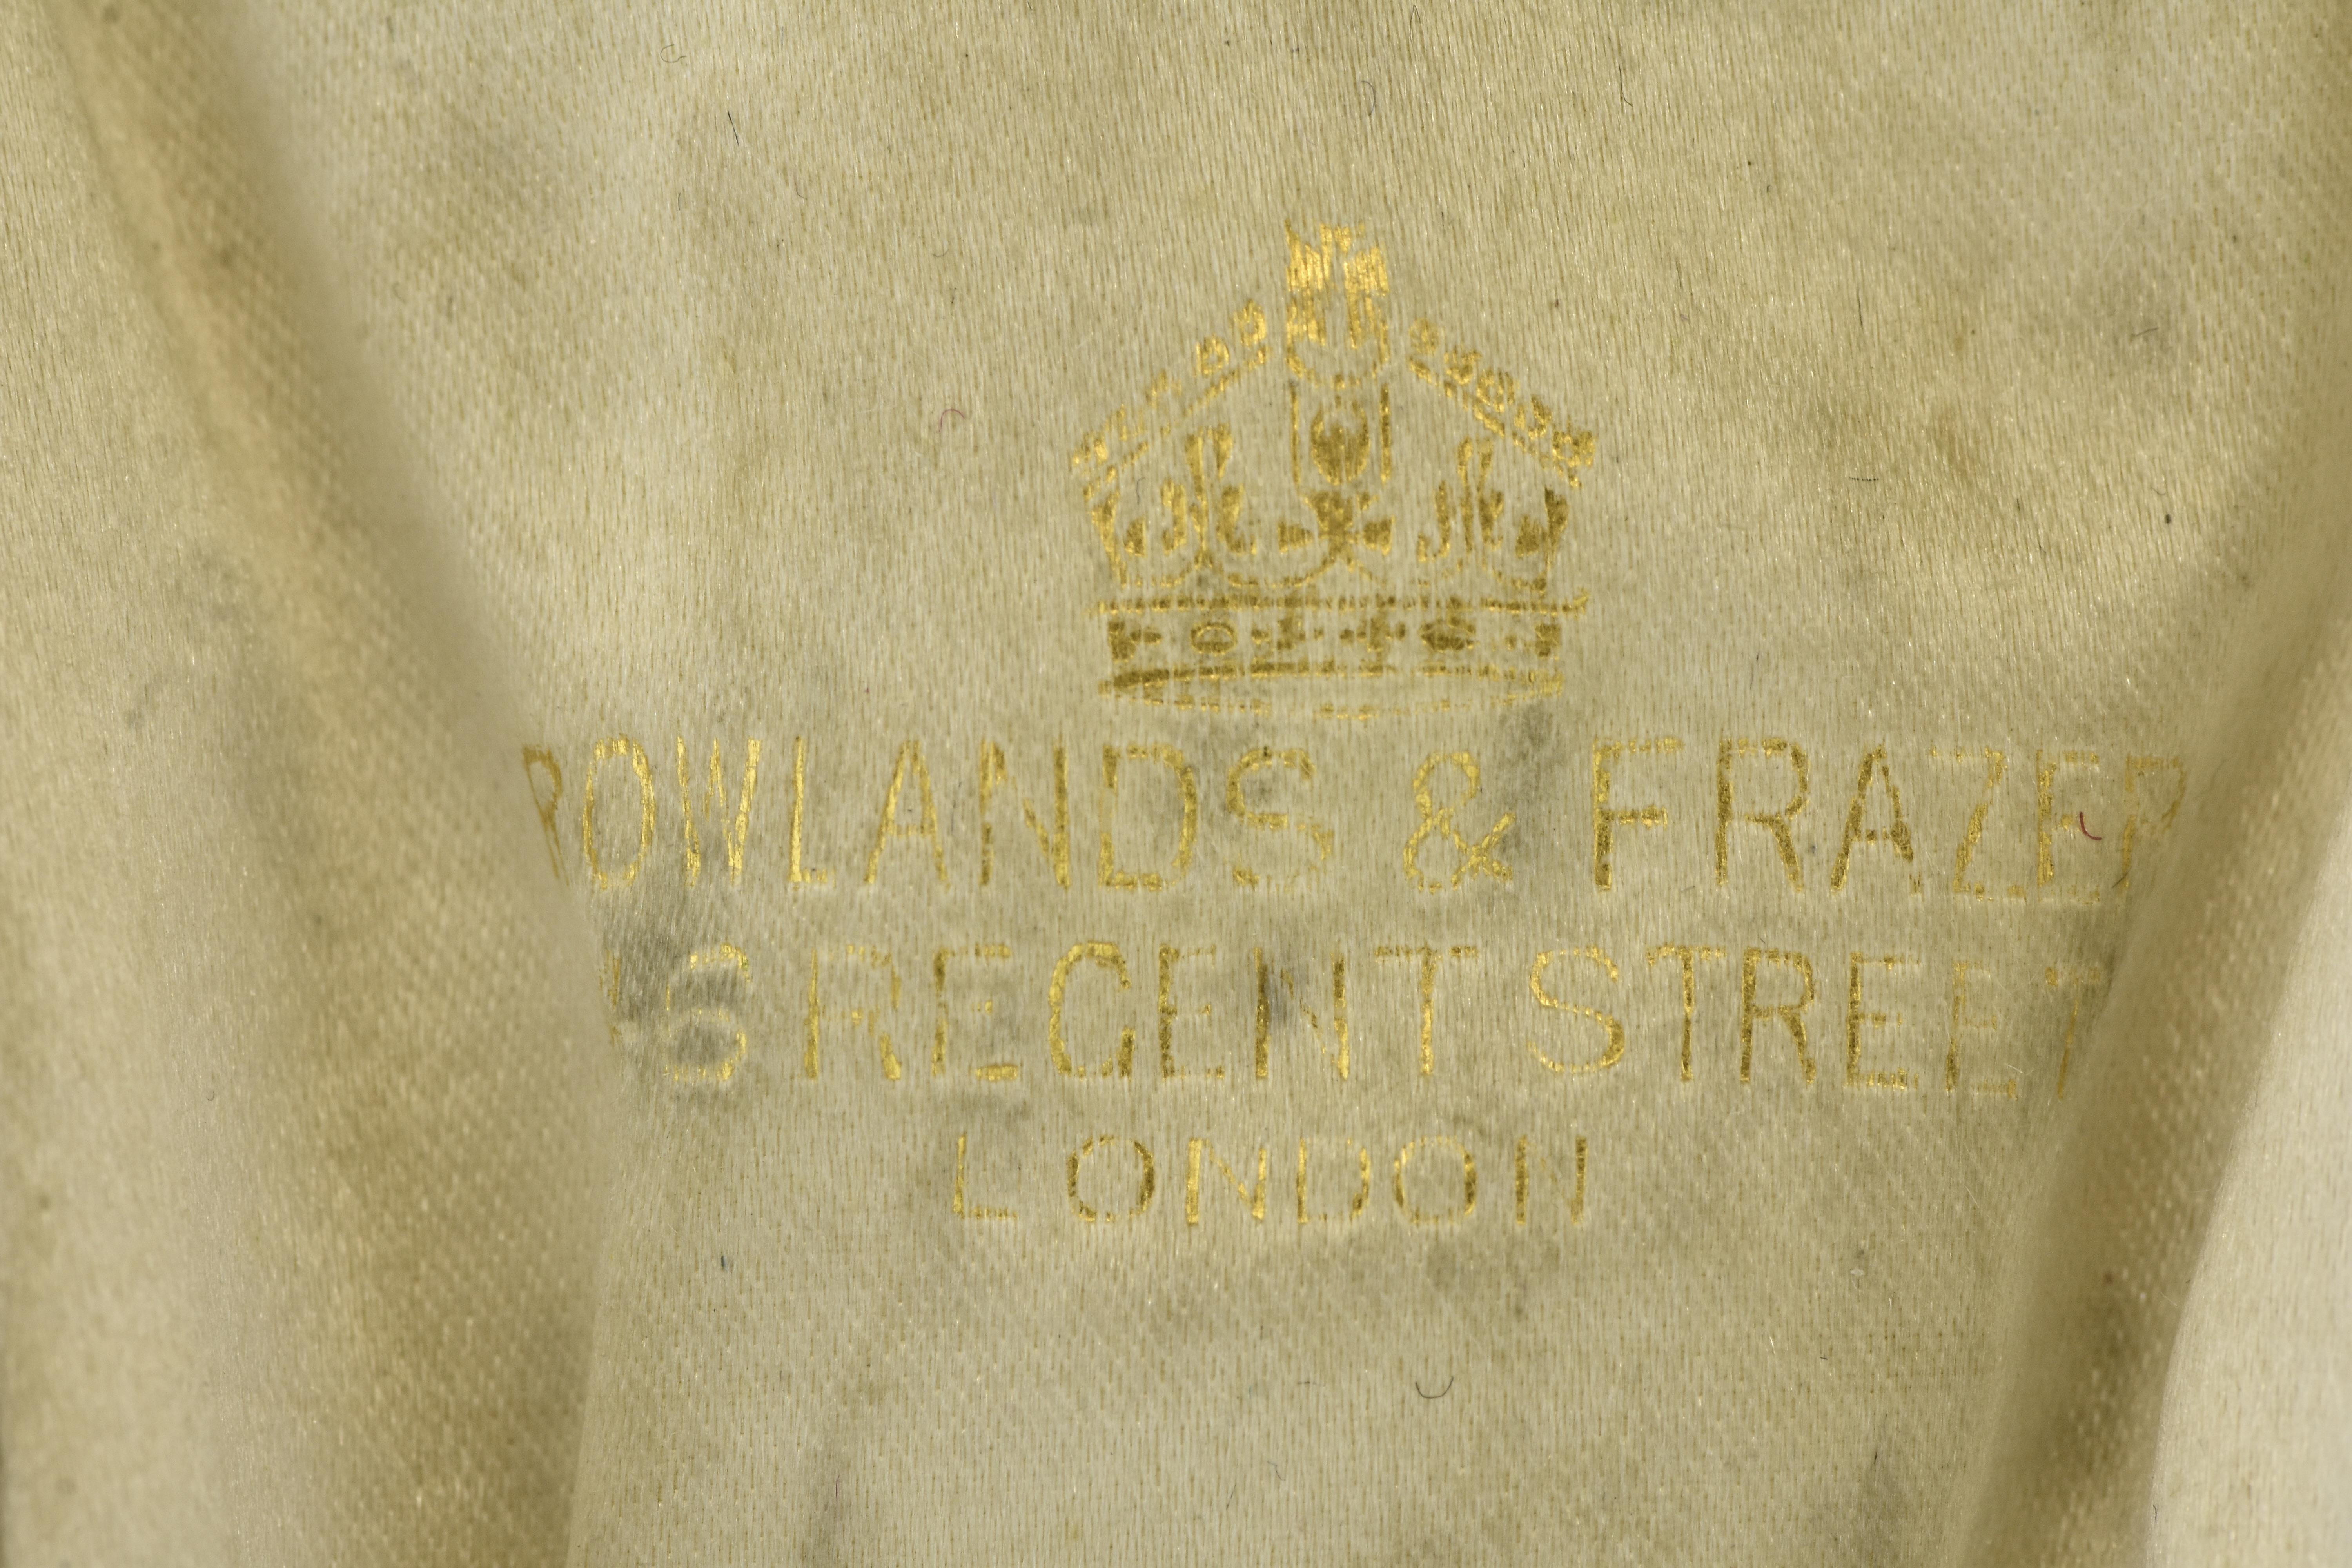 ROWLANDS & FRAZER
REGENT STREET
LONDON